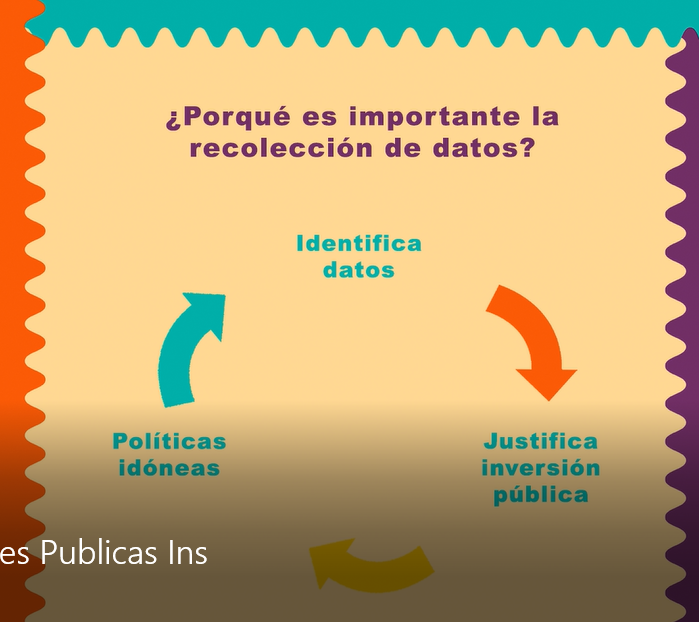 ¿Porqué es importante la
recolección de datos?
Identifica
datos
Políticas
idóneas
Justifica
inversión
pública
es Publicas Ins